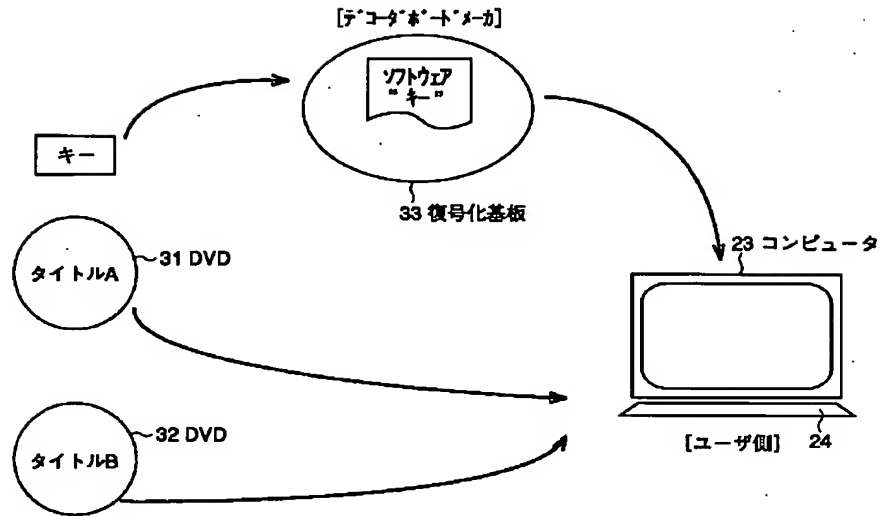 [デコーダボードメーカ]
ソフトウェア
"キー"
キー
33 復号化基板
タイトルA
31 DVD
23 コンピュータ
タイトルB
32 DVD
[ユーザ側]
24